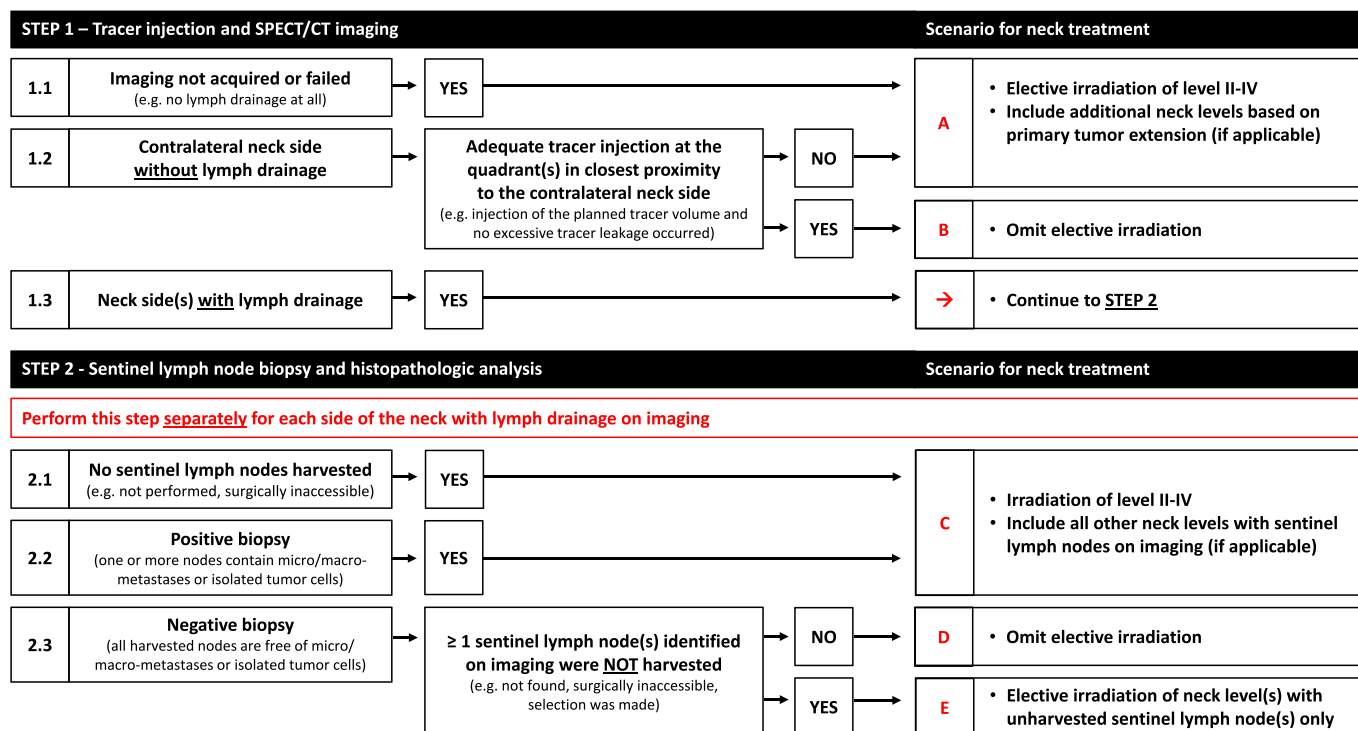 STEP 1 – Tracer injection and SPECT/CT imaging
Scenario for neck treatment
1.1
Imaging not acquired or failed
(e.g. no lymph drainage at all)
YES
A
• Elective irradiation of level II-IV
• Include additional neck levels based on
primary tumor extension (if applicable)
1.2
Contralateral neck side
without lymph drainage
Adequate tracer injection at the
quadrant(s) in closest proximity
to the contralateral neck side
(e.g. injection of the planned tracer volume and
no excessive tracer leakage occurred)
NO
YES
B
• Omit elective irradiation
1.3
Neck side(s) with lymph drainage
YES
→
• Continue to STEP 2
STEP 2 - Sentinel lymph node biopsy and histopathologic analysis
Scenario for neck treatment
Perform this step separately for each side of the neck with lymph drainage on imaging
2.1
No sentinel lymph nodes harvested
(e.g. not performed, surgically inaccessible)
YES
C
• Irradiation of level II-IV
• Include all other neck levels with sentinel
lymph nodes on imaging (if applicable)
2.2
Positive biopsy
(one or more nodes contain micro/macro-
metastases or isolated tumor cells)
YES
2.3
Negative biopsy
(all harvested nodes are free of micro/
macro-metastases or isolated tumor cells)
≥ 1 sentinel lymph node(s) identified
on imaging were NOT harvested
(e.g. not found, surgically inaccessible,
selection was made)
NO
D
• Omit elective irradiation
YES
E
• Elective irradiation of neck level(s) with
unharvested sentinel lymph node(s) only